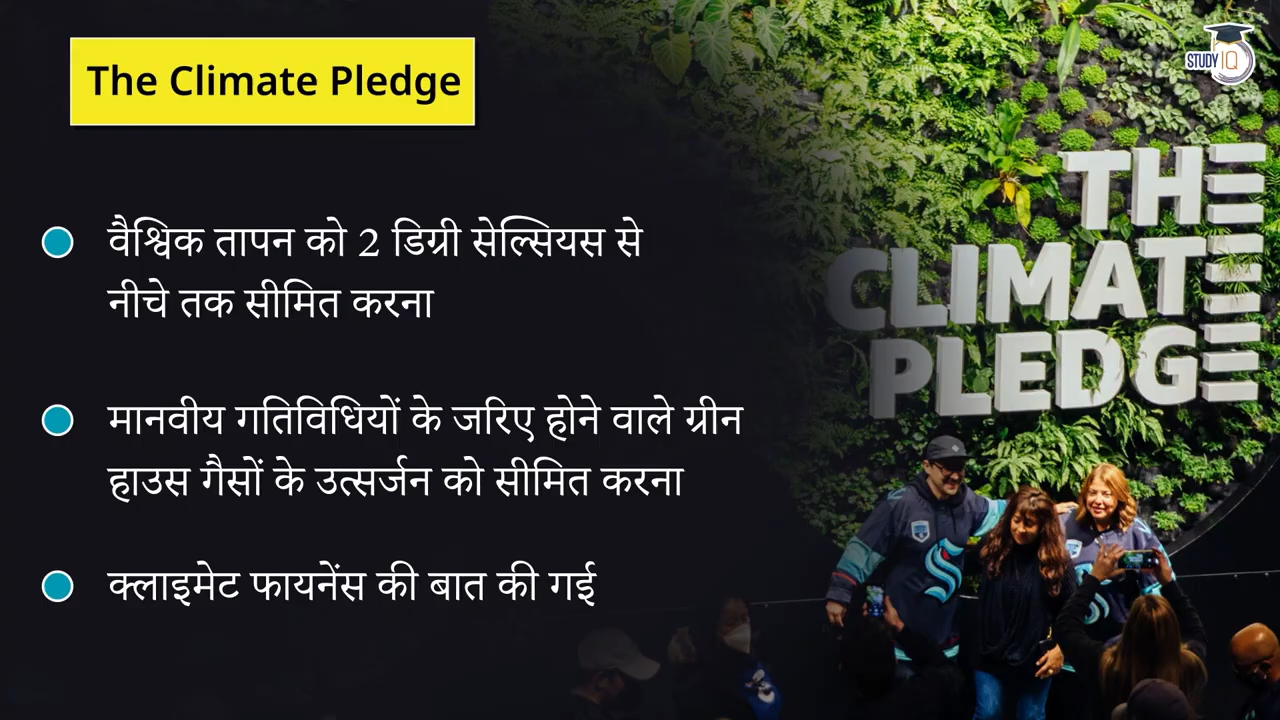 The Climate Pledge
STUDY IQ
वैश्विक तापन को 2 डिग्री सेल्सियस से
नीचे तक सीमित करना
मानवीय गतिविधियों के जरिए होने वाले ग्रीन
हाउस गैसों के उत्सर्जन को सीमित करना
क्लाइमेट फायनेंस की बात की गई
THE
CLIMATE
PLEDGE